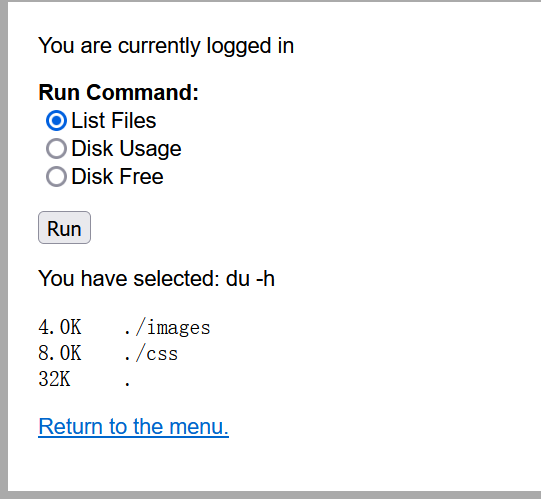 You are currently logged in
Run Command:
List Files
Disk Usage
Disk Free
Run
You have selected: du -h
4.0K ./images
8.0K ./css
32K .
Return to the menu.